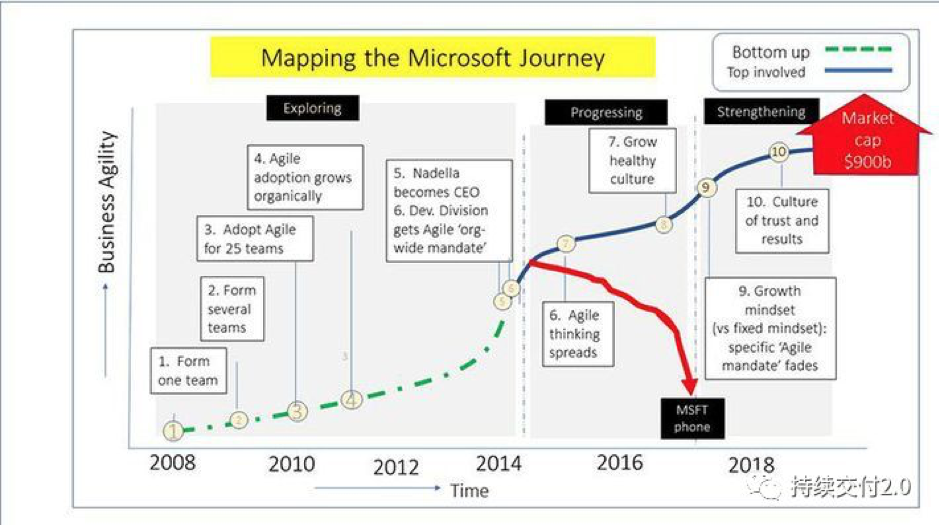 Mapping the Microsoft Journey
Bottom up
Top involved
Exploring
Progressing
Strengthening
Market
cap
$900b
Business Agility
4. Agile
adoption grows
organically
3. Adopt Agile
for 25 teams
2. Form
several
teams
1. Form
one team
5. Nadella
becomes CEO
6. Dev. Division
gets Agile ‘org-
wide mandate’
7. Grow
healthy
culture
6. Agile
thinking
spreads
10. Culture
of trust and
results
9. Growth
mindset
(vs fixed mindset):
specific ‘Agile
mandate’ fades
MSFT
phone
1
2
3
4
3
5
6
7
8
9
10
2008
2010
2012
2014
2016
2018
Time
持续交付2.0